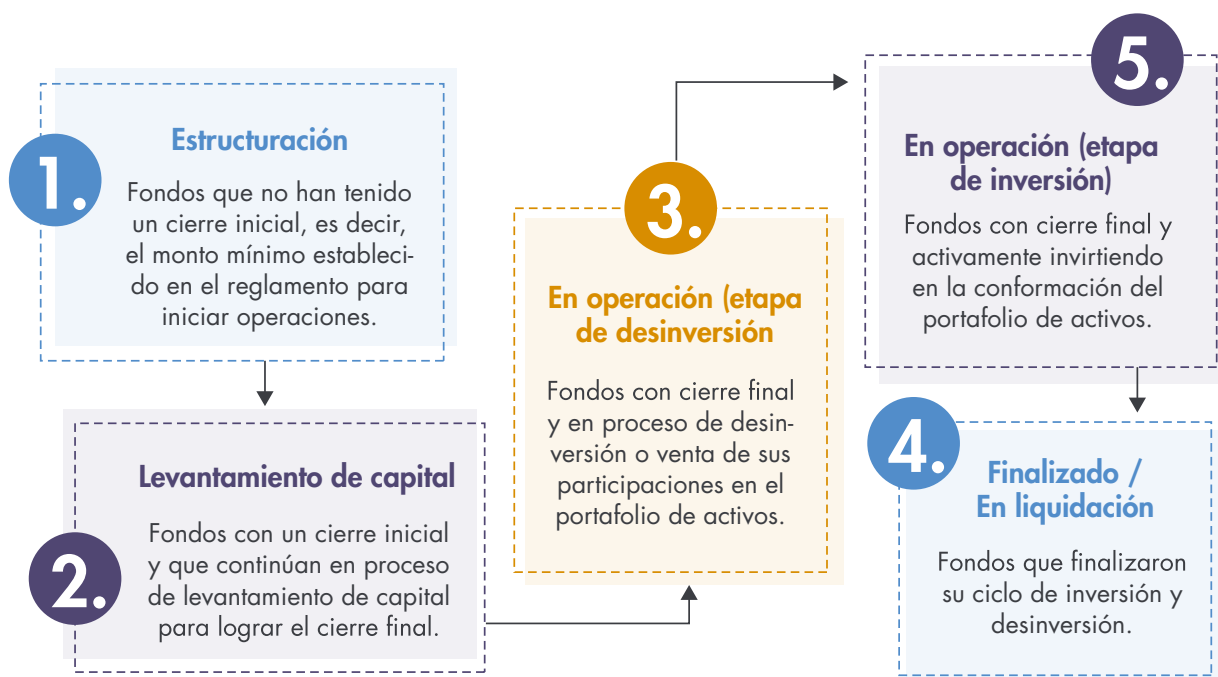 1.
Estructuración
Fondos que no han tenido
un cierre inicial, es decir,
el monto mínimo estableci-
do en el reglamento para
iniciar operaciones.
2.
Levantamiento de capital
Fondos con un cierre inicial
y que continúan en proceso
de levantamiento de capital
para lograr el cierre final.
3.
En operación (etapa
de desinversión
Fondos con cierre final
y en proceso de desin-
versión o venta de sus
participaciones en el
portafolio de activos.
5.
En operación (etapa
de inversión)
Fondos con cierre final y
activamente invirtiendo
en la conformación del
portafolio de activos.
4.
Finalizado /
En liquidación
Fondos que finalizaron
su ciclo de inversión y
desinversión.